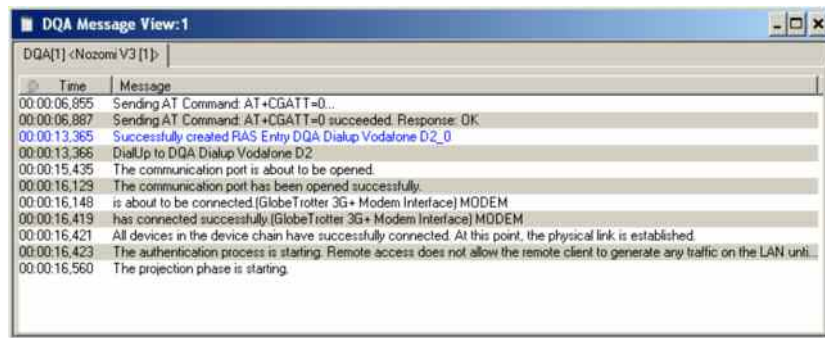 DQA Message View:1
DQA[1] <Nozomi V3 [1]>
Time Message
00:00:06,855 Sending AT Command: AT+CGATT=0...
00:00:06,887 Sending AT Command: AT+CGATT=0 succeeded. Response: OK
00:00:13,365 Successfully created RAS Entry DQA Dialup Vodafone D2_0
00:00:13,366 DialUp to DQA Dialup Vodafone D2
00:00:15,435 The communication port is about to be opened.
00:00:16,129 The communication port has been opened successfully.
00:00:16,148 is about to be connected.(GlobeTrotter 3G+ Modem Interface) MODEM
00:00:16,419 has connected successfully.(GlobeTrotter 3G+ Modem Interface) MODEM
00:00:16,421 All devices in the device chain have successfully connected. At this point, the physical link is established.
00:00:16,423 The authentication process is starting. Remote access does not allow the remote client to generate any traffic on the LAN unti...
00:00:16,560 The projection phase is starting.